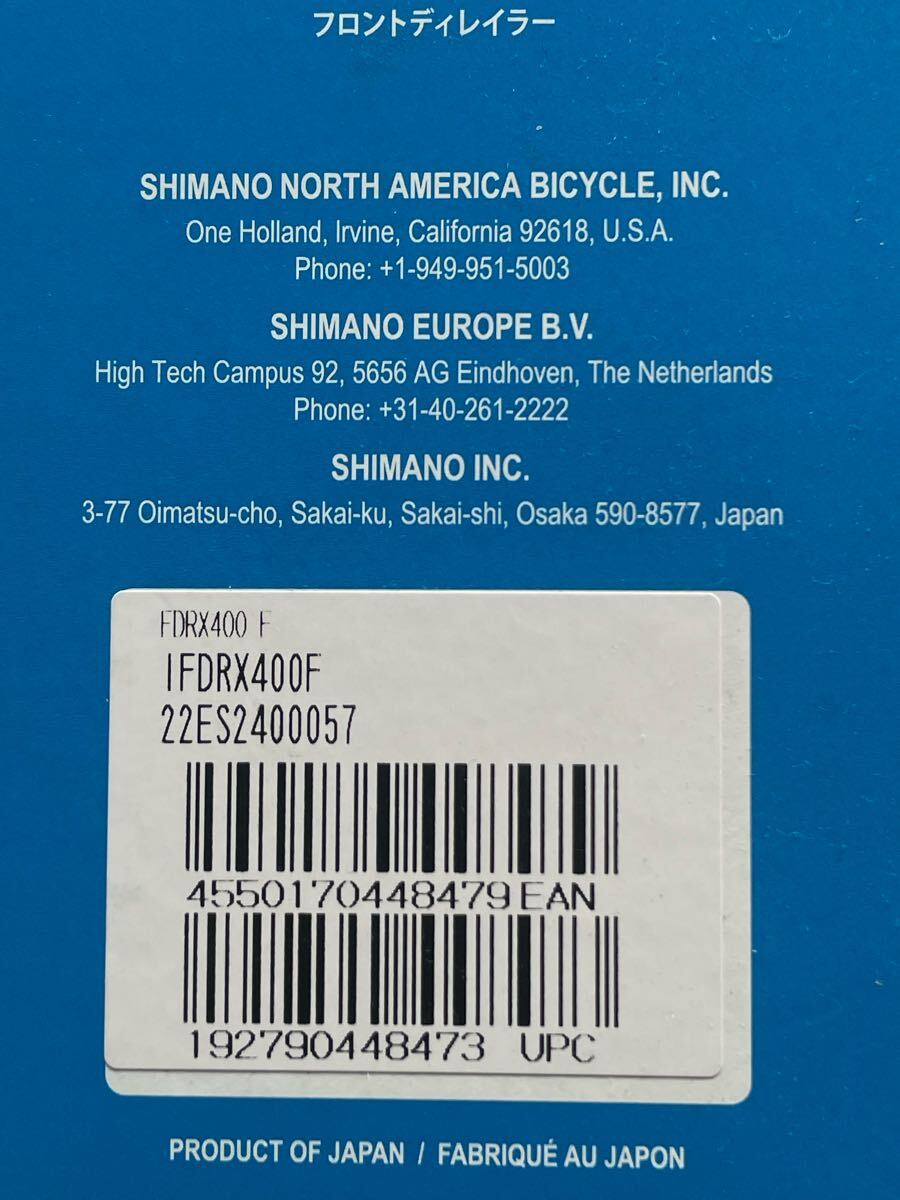 フロントディレイラー
SHIMANO NORTH AMERICA BICYCLE, INC.
One Holland, Irvine, California 92618, U.S.A.
Phone: +1-949-951-5003
SHIMANO EUROPE B.V.
High Tech Campus 92, 5656 AG Eindhoven, The Netherlands
Phone: +31-40-261-2222
SHIMANO INC.
3-77 Oimatsu-cho, Sakai-ku, Sakai-shi, Osaka 590-8577, Japan
FDRX400 F
IFDRX400F
22ES2400057
4550170448479 EAN
192790448473 UPC
PRODUCT OF JAPAN / FABRIQUÉ AU JAPON